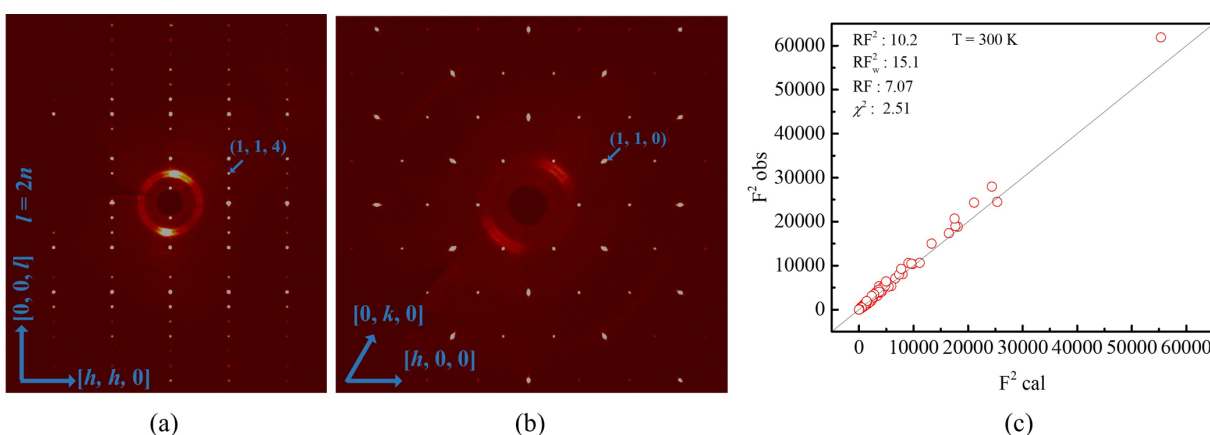 (1, 1, 4)
[0, 0, l] l = 2n
[h, h, 0]
(a)
(1, 1, 0)
[0, k, 0]
[h, 0, 0]
(b)
RF² : 10.2 T = 300 K
RF²w : 15.1
RF : 7.07
χ² : 2.51
60000
50000
40000
30000
20000
10000
0
F² obs
0 10000 20000 30000 40000 50000 60000
F² cal
(c)